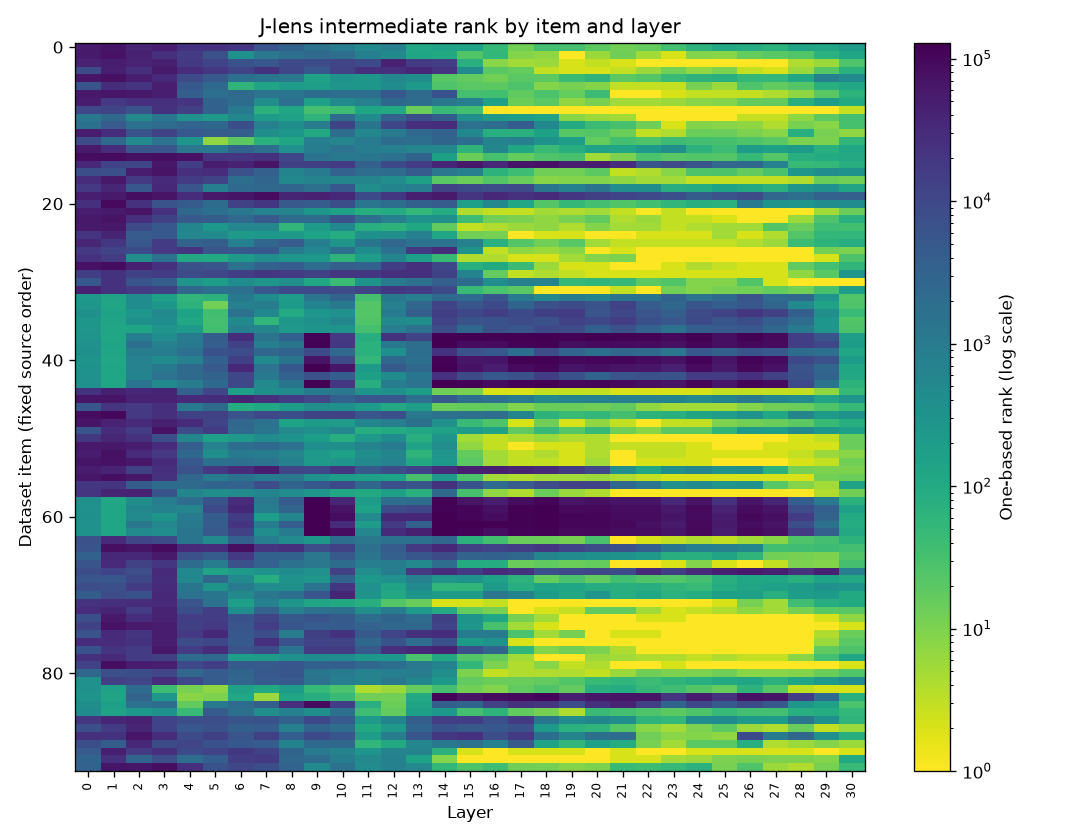 J-lens intermediate rank by item and layer
Dataset item (fixed source order)
0
20
40
60
80
0 1 2 3 4 5 6 7 8 9 10 11 12 13 14 15 16 17 18 19 20 21 22 23 24 25 26 27 28 29 30
Layer
10⁵
10⁴
10³
10²
10¹
10⁰
One-based rank (log scale)